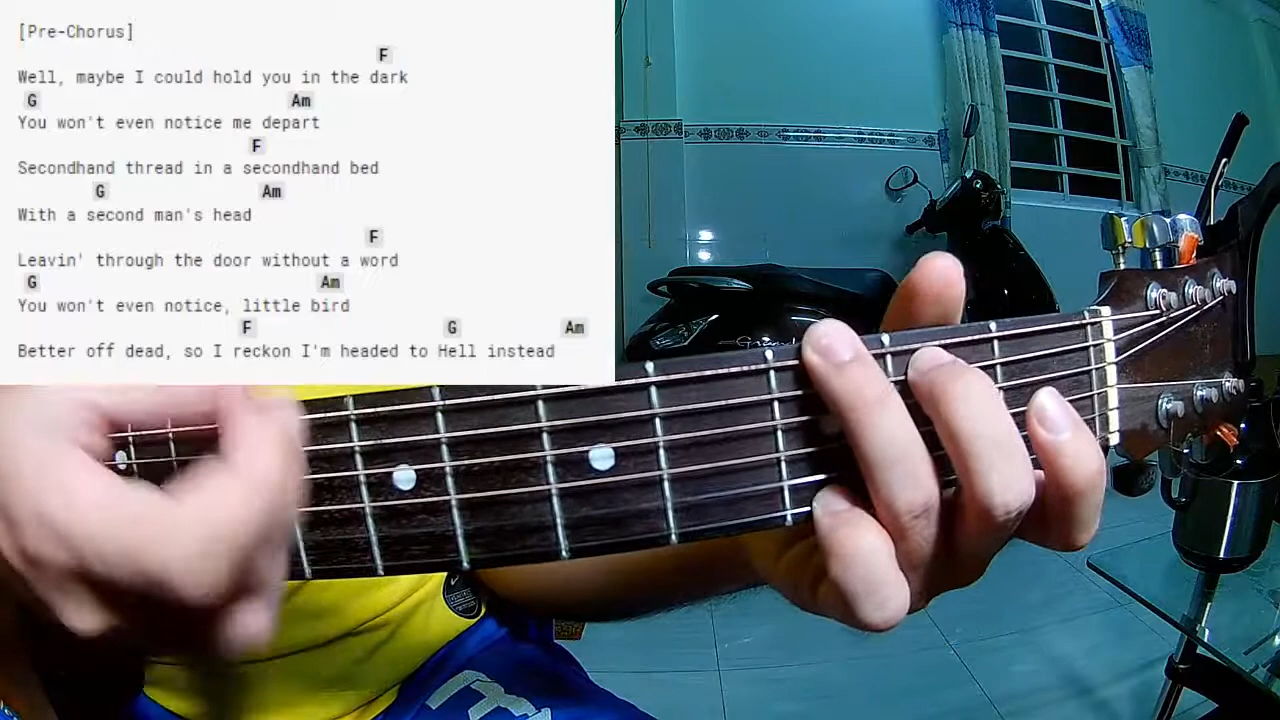 [Pre-Chorus]
F
Well, maybe I could hold you in the dark
G Am
You won't even notice me depart
F
Secondhand thread in a secondhand bed
G Am
With a second man's head
F
Leavin' through the door without a word
G Am
You won't even notice, little bird
F G Am
Better off dead, so I reckon I'm headed to Hell instead